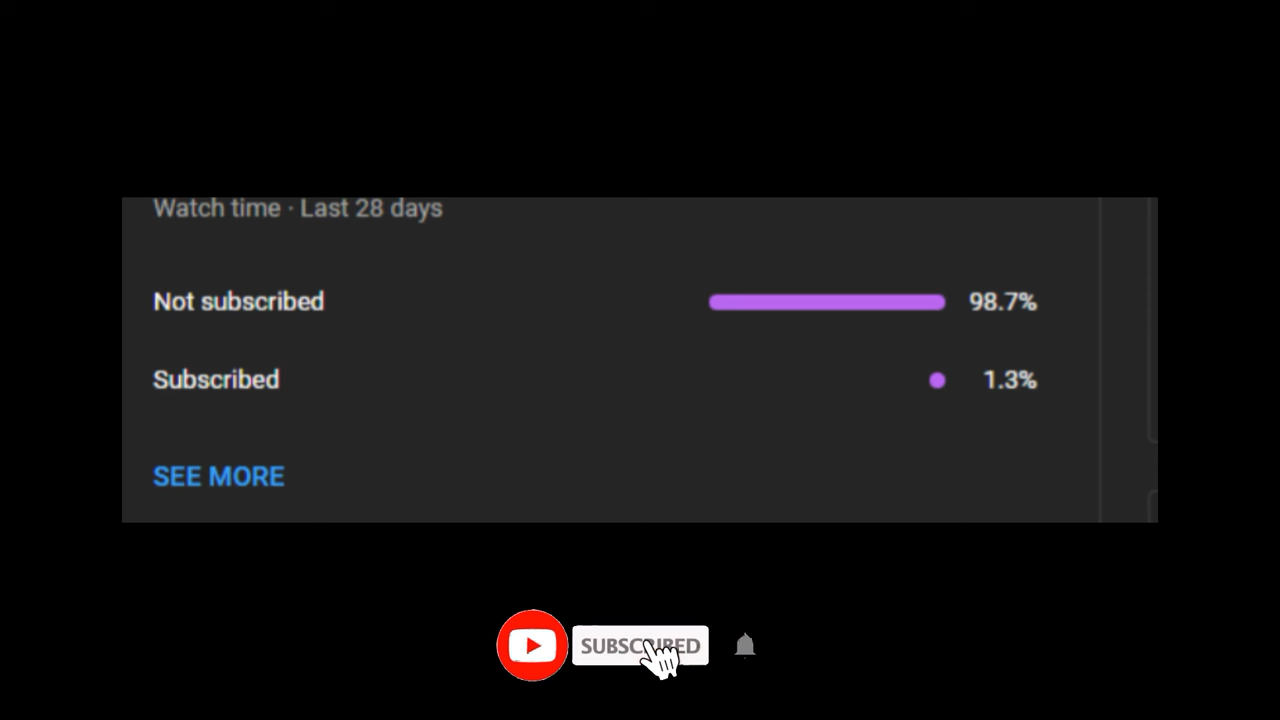 Watch time · Last 28 days
Not subscribed 98.7%
Subscribed 1.3%
SEE MORE
SUBSCRIBED